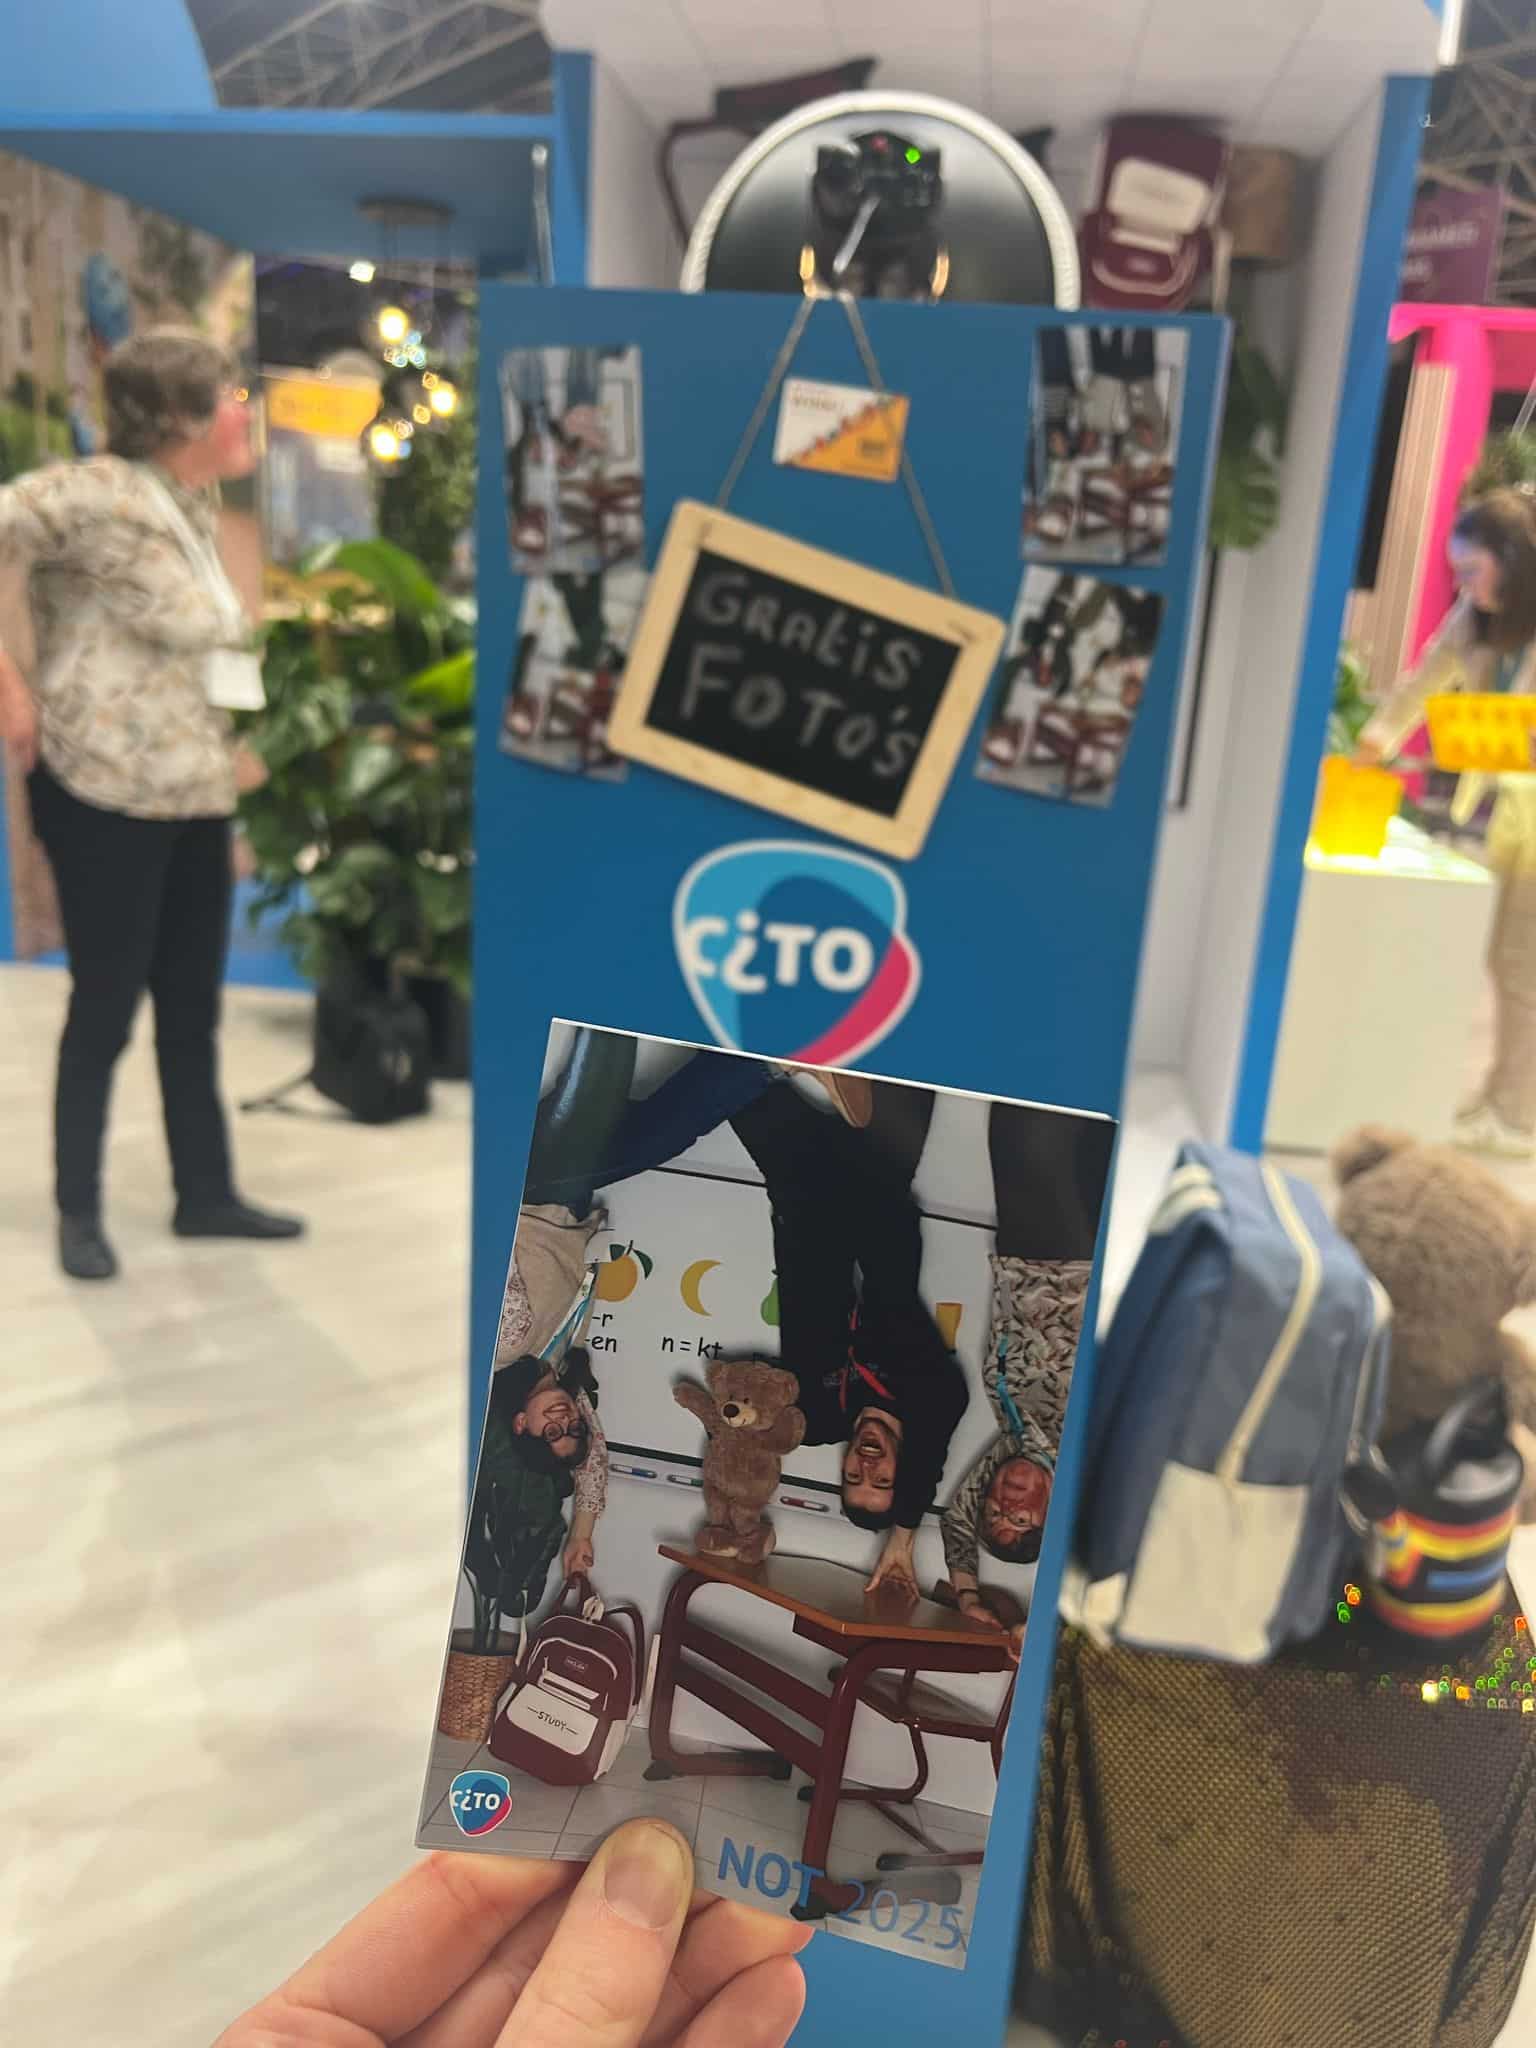 GRAtiS
FOTO'S
CiTO
-r
-en
n = kt
STUDY
CiTO
NOT 2025